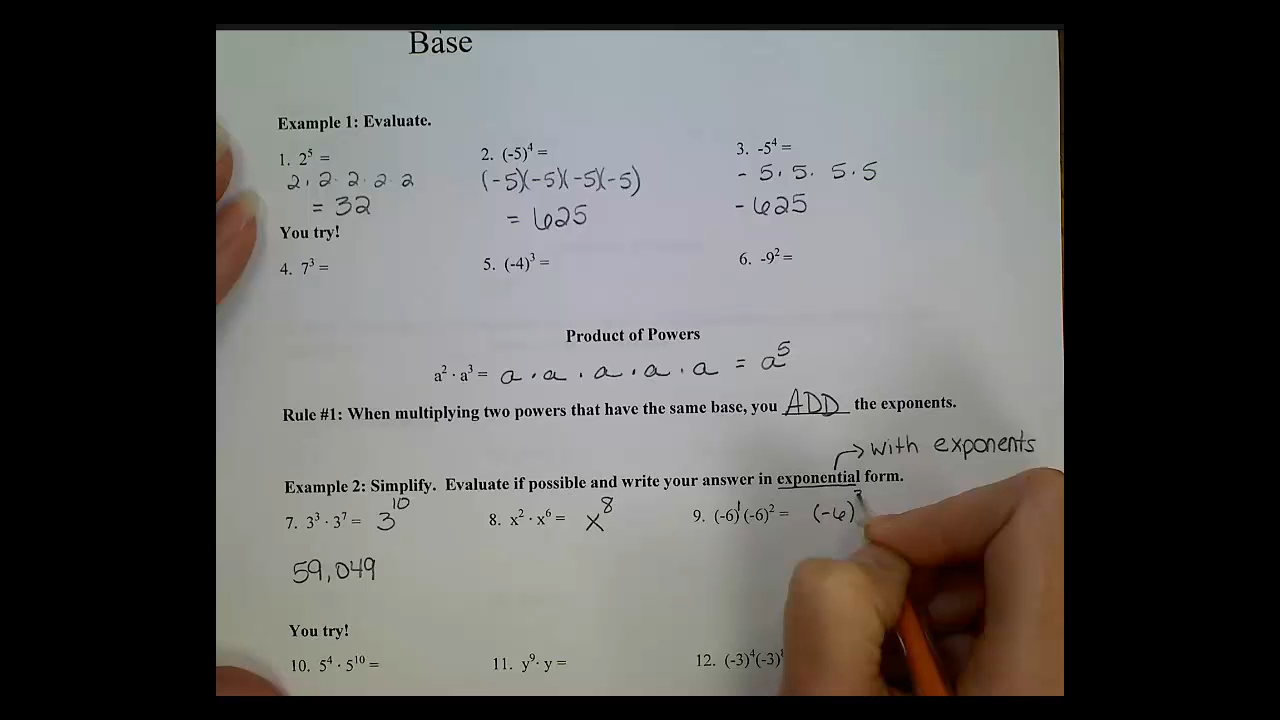 Base
Example 1: Evaluate.
1. 2⁵ =
2. (-5)⁴ =
3. -5⁴ =
2 · 2 · 2 · 2 · 2
(-5)(-5)(-5)(-5)
- 5 · 5 · 5 · 5
= 32
= 625
- 625
You try!
4. 7³ =
5. (-4)³ =
6. -9² =
Product of Powers
a² · a³ = a · a · a · a · a = a⁵
Rule #1: When multiplying two powers that have the same base, you ADD the exponents.
→ with exponents
Example 2: Simplify. Evaluate if possible and write your answer in exponential form.
7. 3³ · 3⁷ = 3¹⁰
8. x² · x⁶ = x⁸
9. (-6)¹(-6)² = (-6)³
59,049
You try!
10. 5⁴ · 5¹⁰ =
11. y⁹ · y =
12. (-3)⁴(-3)